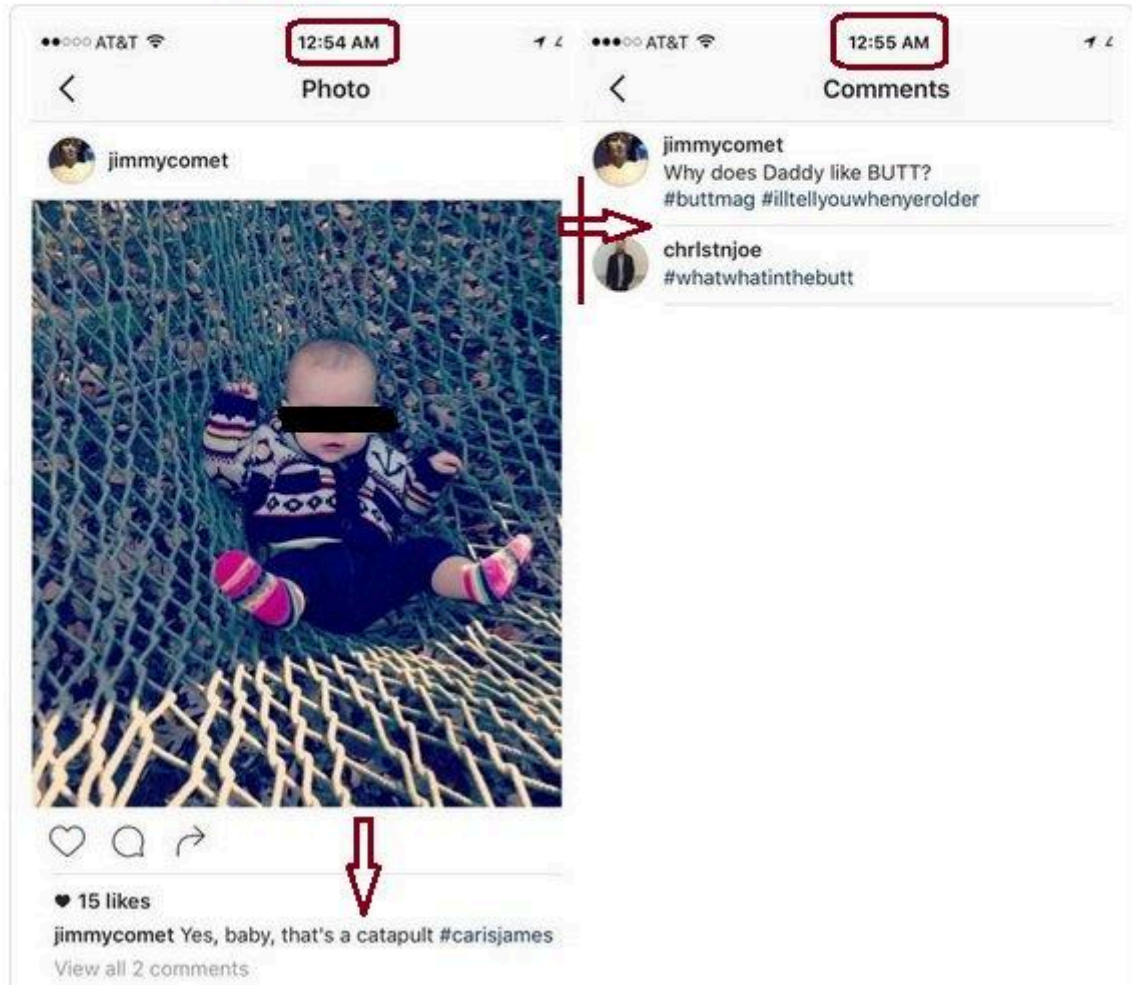 AT&T 12:54 AM
Photo
jimmycomet
15 likes
jimmycomet Yes, baby, that's a catapult #carisjames
View all 2 comments
AT&T 12:55 AM
Comments
jimmycomet
Why does Daddy like BUTT?
#buttmag #illtellyouwhenyerolder
chrlstnjoe
#whatwhatinthebutt